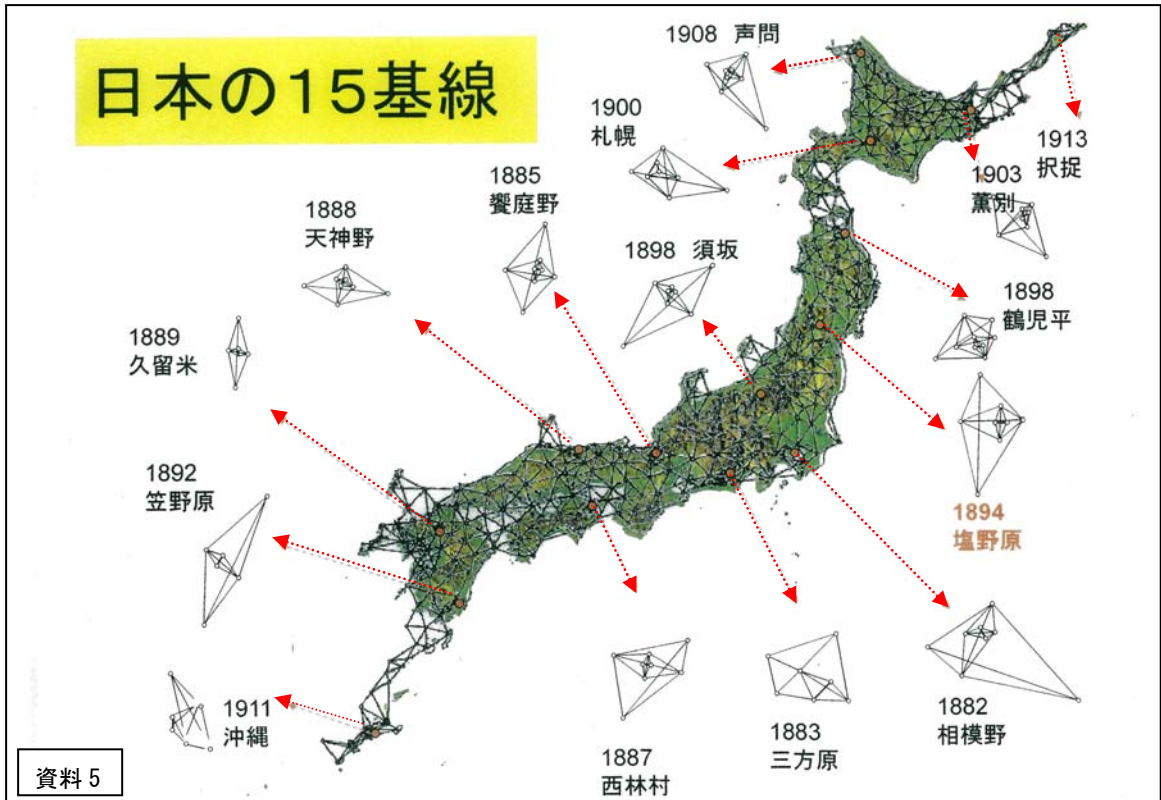 日本の15基線
1908 声問
1900
札幌
1913
択捉
1903
薫別
1885
饗庭野
1888
天神野
1898 須坂
1898
鶴児平
1889
久留米
1892
笠野原
1894
塩野原
1911
沖縄
1887
西林村
1883
三方原
1882
相模野
資料5